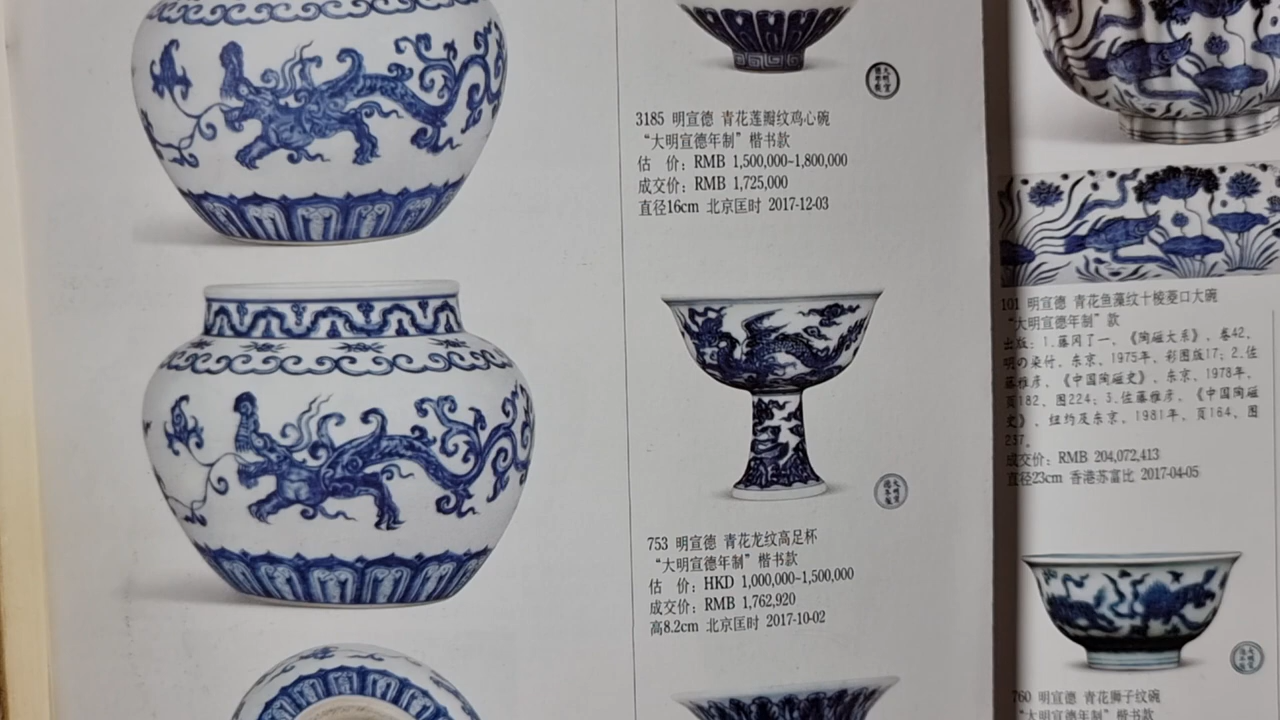 3185 明宣德 青花莲瓣纹鸡心碗
“大明宣德年制”楷书款
估 价：RMB 1,500,000~1,800,000
成交价：RMB 1,725,000
直径16cm 北京匡时 2017-12-03
753 明宣德 青花龙纹高足杯
“大明宣德年制”楷书款
估 价：HKD 1,000,000~1,500,000
成交价：RMB 1,762,920
高8.2cm 北京匡时 2017-10-02
101 明宣德 青花鱼藻纹十棱菱口大碗
“大明宣德年制”款
出版：1.藤冈了一，《陶磁大系》，卷42，
明の染付，东京，1975年，彩图版17；2.佐
藤雅彦，《中国陶磁史》，东京，1978年，
页182，图224；3.佐藤雅彦，《中国陶磁
史》，纽约及东京，1981年，页164，图
237。
成交价：RMB 204,072,413
直径23cm 香港苏富比 2017-04-05
760 明宣德 青花狮子纹碗
“大明宣德年制”楷书款